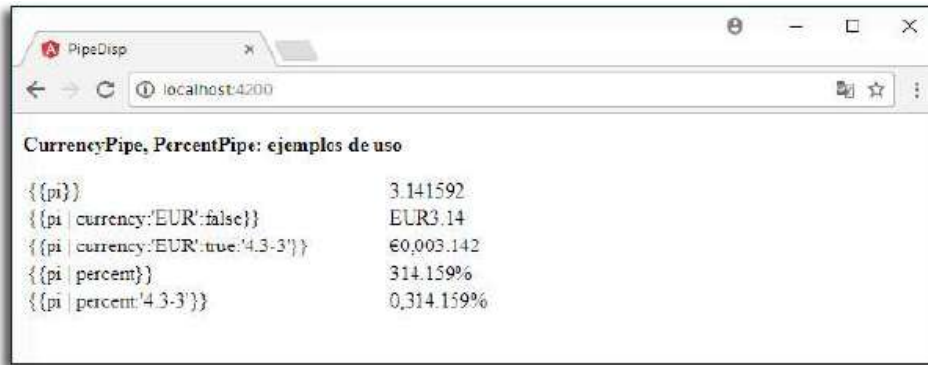 PipeDisp
localhost:4200
CurrencyPipe, PercentPipe: ejemplos de uso
{{pi}} 3.141592
{{pi | currency:'EUR':false}} EUR3.14
{{pi | currency:'EUR':true:'4.3-3'}} €0,003.142
{{pi | percent}} 314.159%
{{pi | percent:'4.3-3'}} 0,314.159%